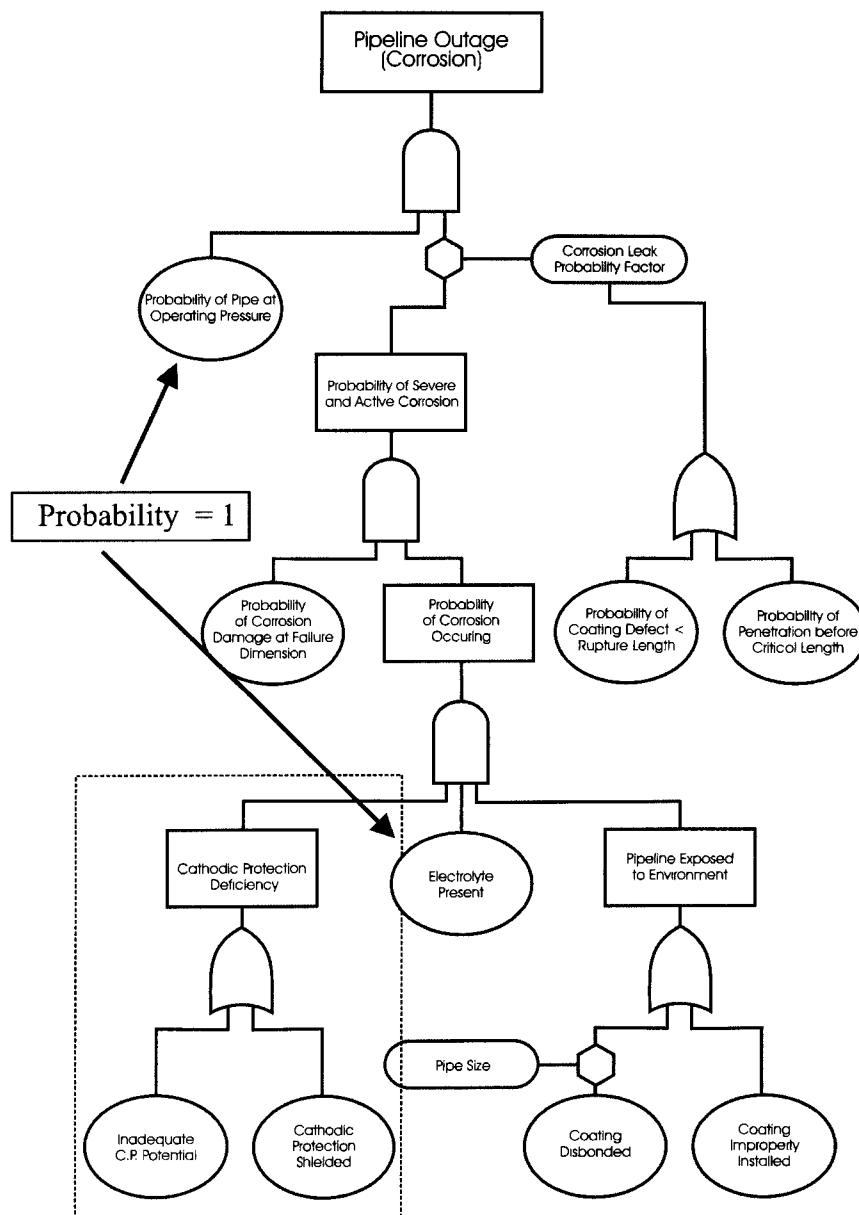 Pipeline Outage
(Corrosion)
Corrosion Leak
Probability Factor
Probability of Pipe at
Operating Pressure
Probability of Severe
and Active Corrosion
Probability = 1
Probability
of Corrosion
Damage at Failure
Dimension
Probability
of Corrosion
Occuring
Probability of
Coating Defect <
Rupture Length
Probability of
Penetration before
Critical Length
Cathodic Protection
Deficiency
Electrolyte
Present
Pipeline Exposed
to Environment
Pipe Size
Inadequate
C.P. Potential
Cathodic
Protection
Shielded
Coating
Disbonded
Coating
Improperly
Installed